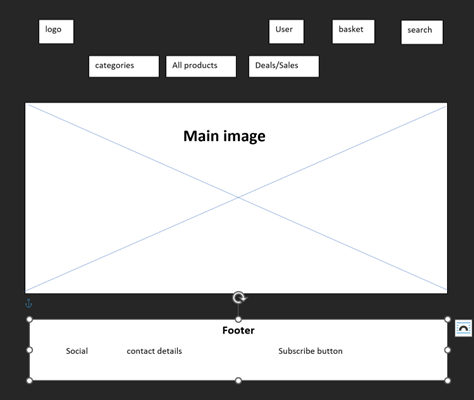 logo
User
basket
search
categories
All products
Deals/Sales
Main image
Footer
Social
contact details
Subscribe button